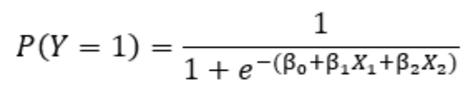 P(Y = 1) = 1 / (1 + e^−(β₀+β₁X₁+β₂X₂))